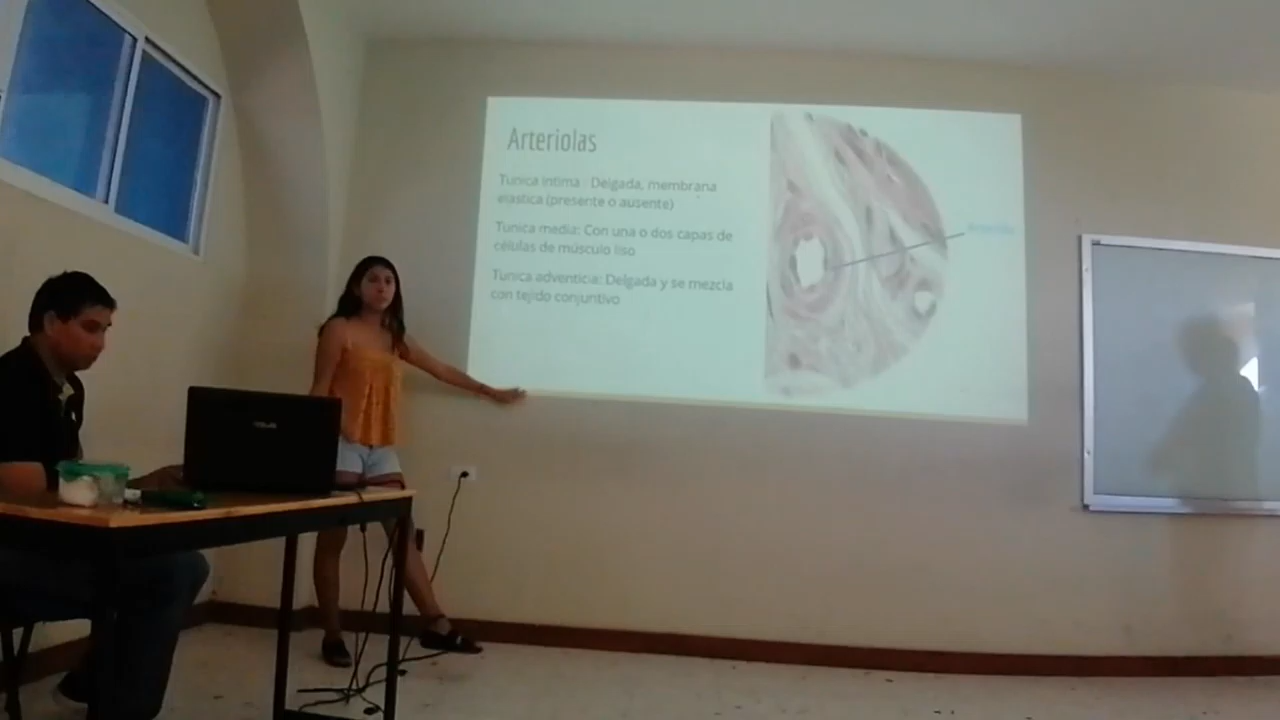 Arteriolas
Tunica intima : Delgada, membrana
elastica (presente o ausente)
Tunica media: Con una o dos capas de
células de músculo liso
Tunica adventicia: Delgada y se mezcla
con tejido conjuntivo